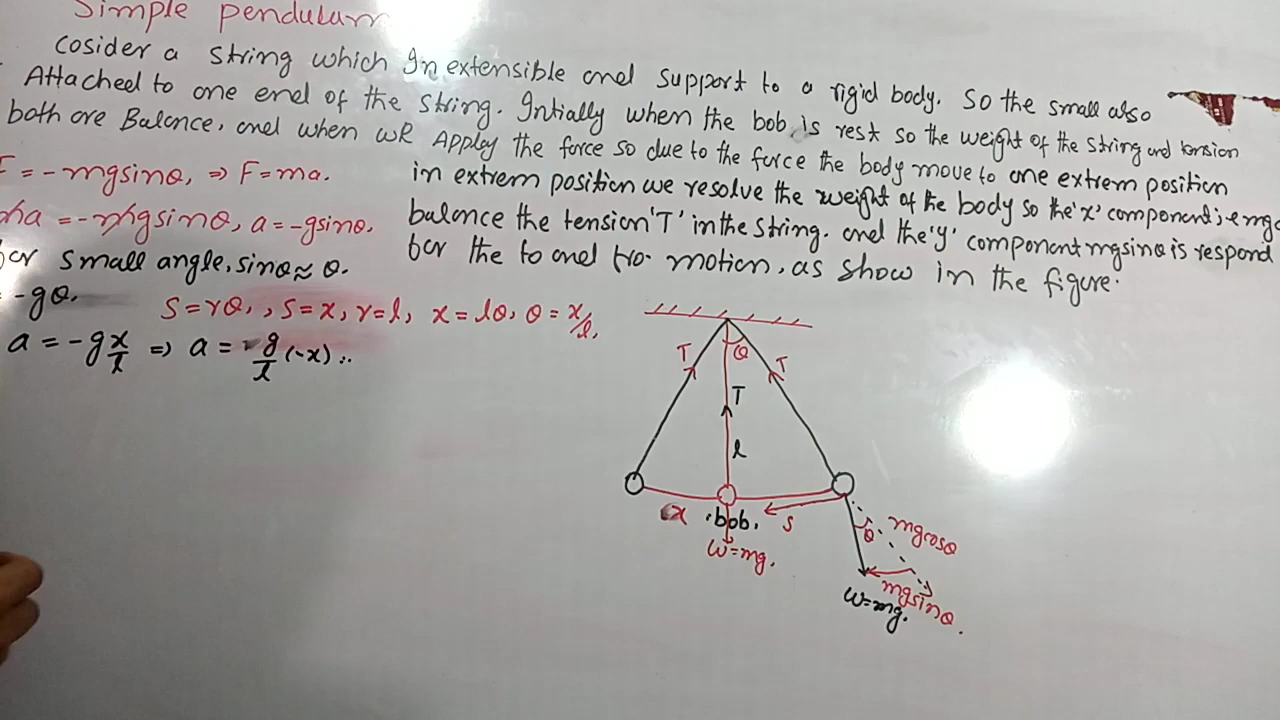 Simple pendulum
Cosider a string which Inextensible and support to a rigid body. So the small also
Attached to one end of the string. Intially when the bob is rest so the weight of the string and tension
both are Balance, and when we Appley the force so due to the force the body move to one extrem position
in extrem position we resolve the weight of the body so the 'x' component i.e mgc
balance the tension 'T' in the string. and the 'y' component mgsinθ is respond
for the to and fro motion, as show in the figure.
F = -mgsinθ, ⇒ F=ma.
ma = -mgsinθ, a = -gsinθ.
for small angle, sinθ ≈ θ.
= -gθ.
S=rθ, , S=x, r=l, x=lθ, θ=x/l,
a = -g x/l ⇒ a = g/l (-x) ..
θ
T
T
T
l
x
bob.
S
W=mg.
θ
mgcosθ
mgsinθ.
W=mg.